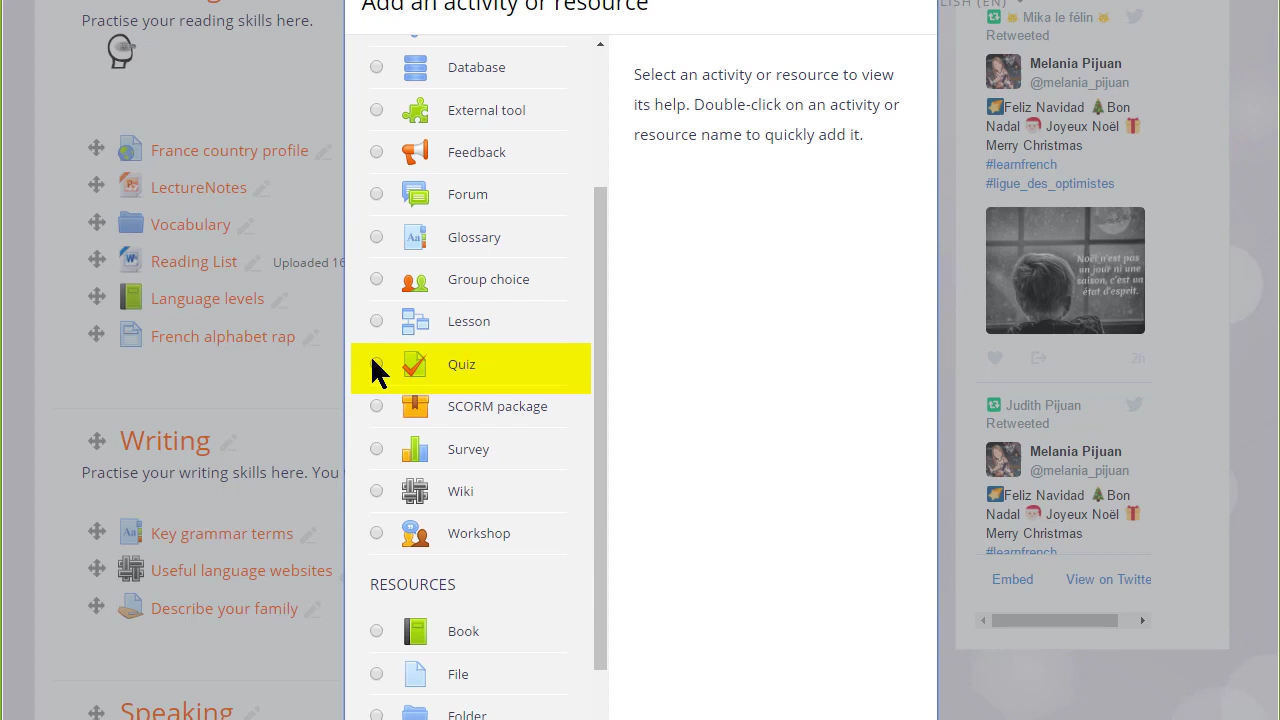 Add an activity or resource
LISH (EN)
Practise your reading skills here.
France country profile
LectureNotes
Vocabulary
Reading List
Uploaded 16
Language levels
French alphabet rap
Writing
Practise your writing skills here. You
Key grammar terms
Useful language websites
Describe your family
Speaking
Database
External tool
Feedback
Forum
Glossary
Group choice
Lesson
Quiz
SCORM package
Survey
Wiki
Workshop
RESOURCES
Book
File
Folder
Select an activity or resource to view
its help. Double-click on an activity or
resource name to quickly add it.
Mika le félin
Retweeted
Melania Pijuan
@melania_pijuan
Feliz Navidad Bon
Nadal Joyeux Noël
Merry Christmas
#learnfrench
#ligue_des_optimistes
Noël n'est pas
un jour ni une
saison, c'est un
état d'esprit.
2h
Judith Pijuan
Retweeted
Melania Pijuan
@melania_pijuan
Feliz Navidad Bon
Nadal Joyeux Noël
Merry Christmas
#learnfrench
Embed
View on Twitte